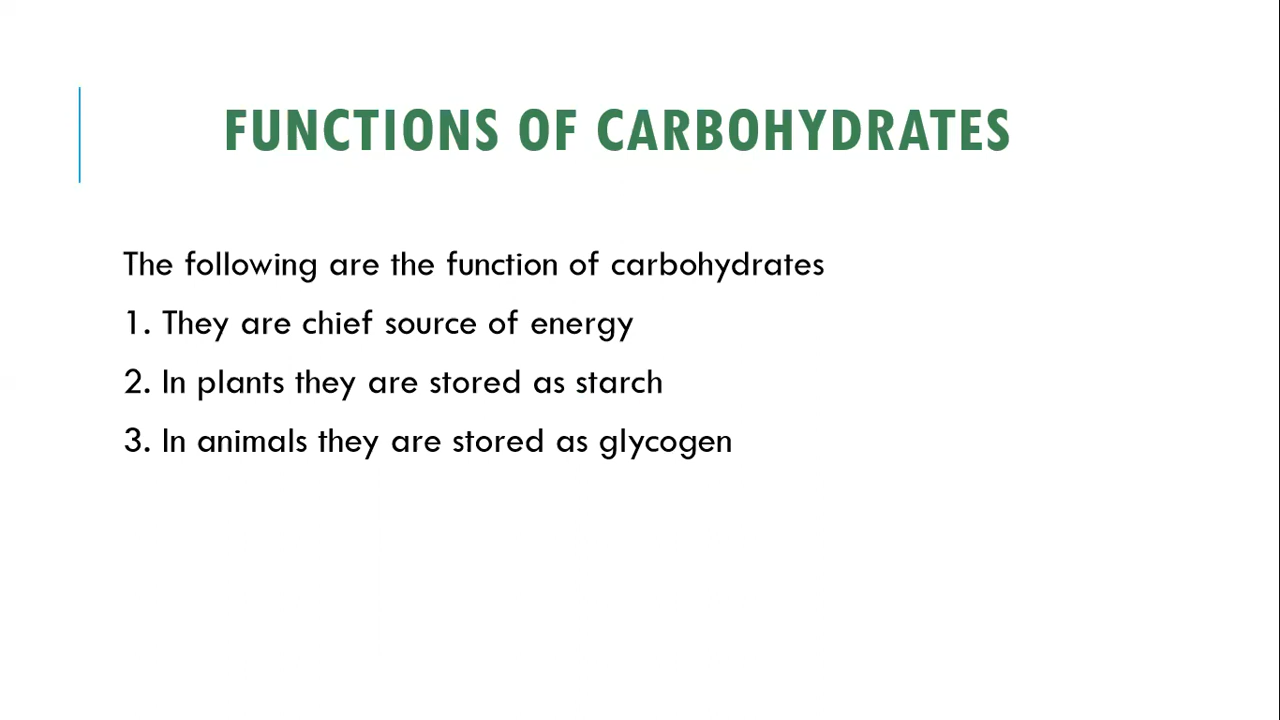 FUNCTIONS OF CARBOHYDRATES
The following are the function of carbohydrates
1. They are chief source of energy
2. In plants they are stored as starch
3. In animals they are stored as glycogen